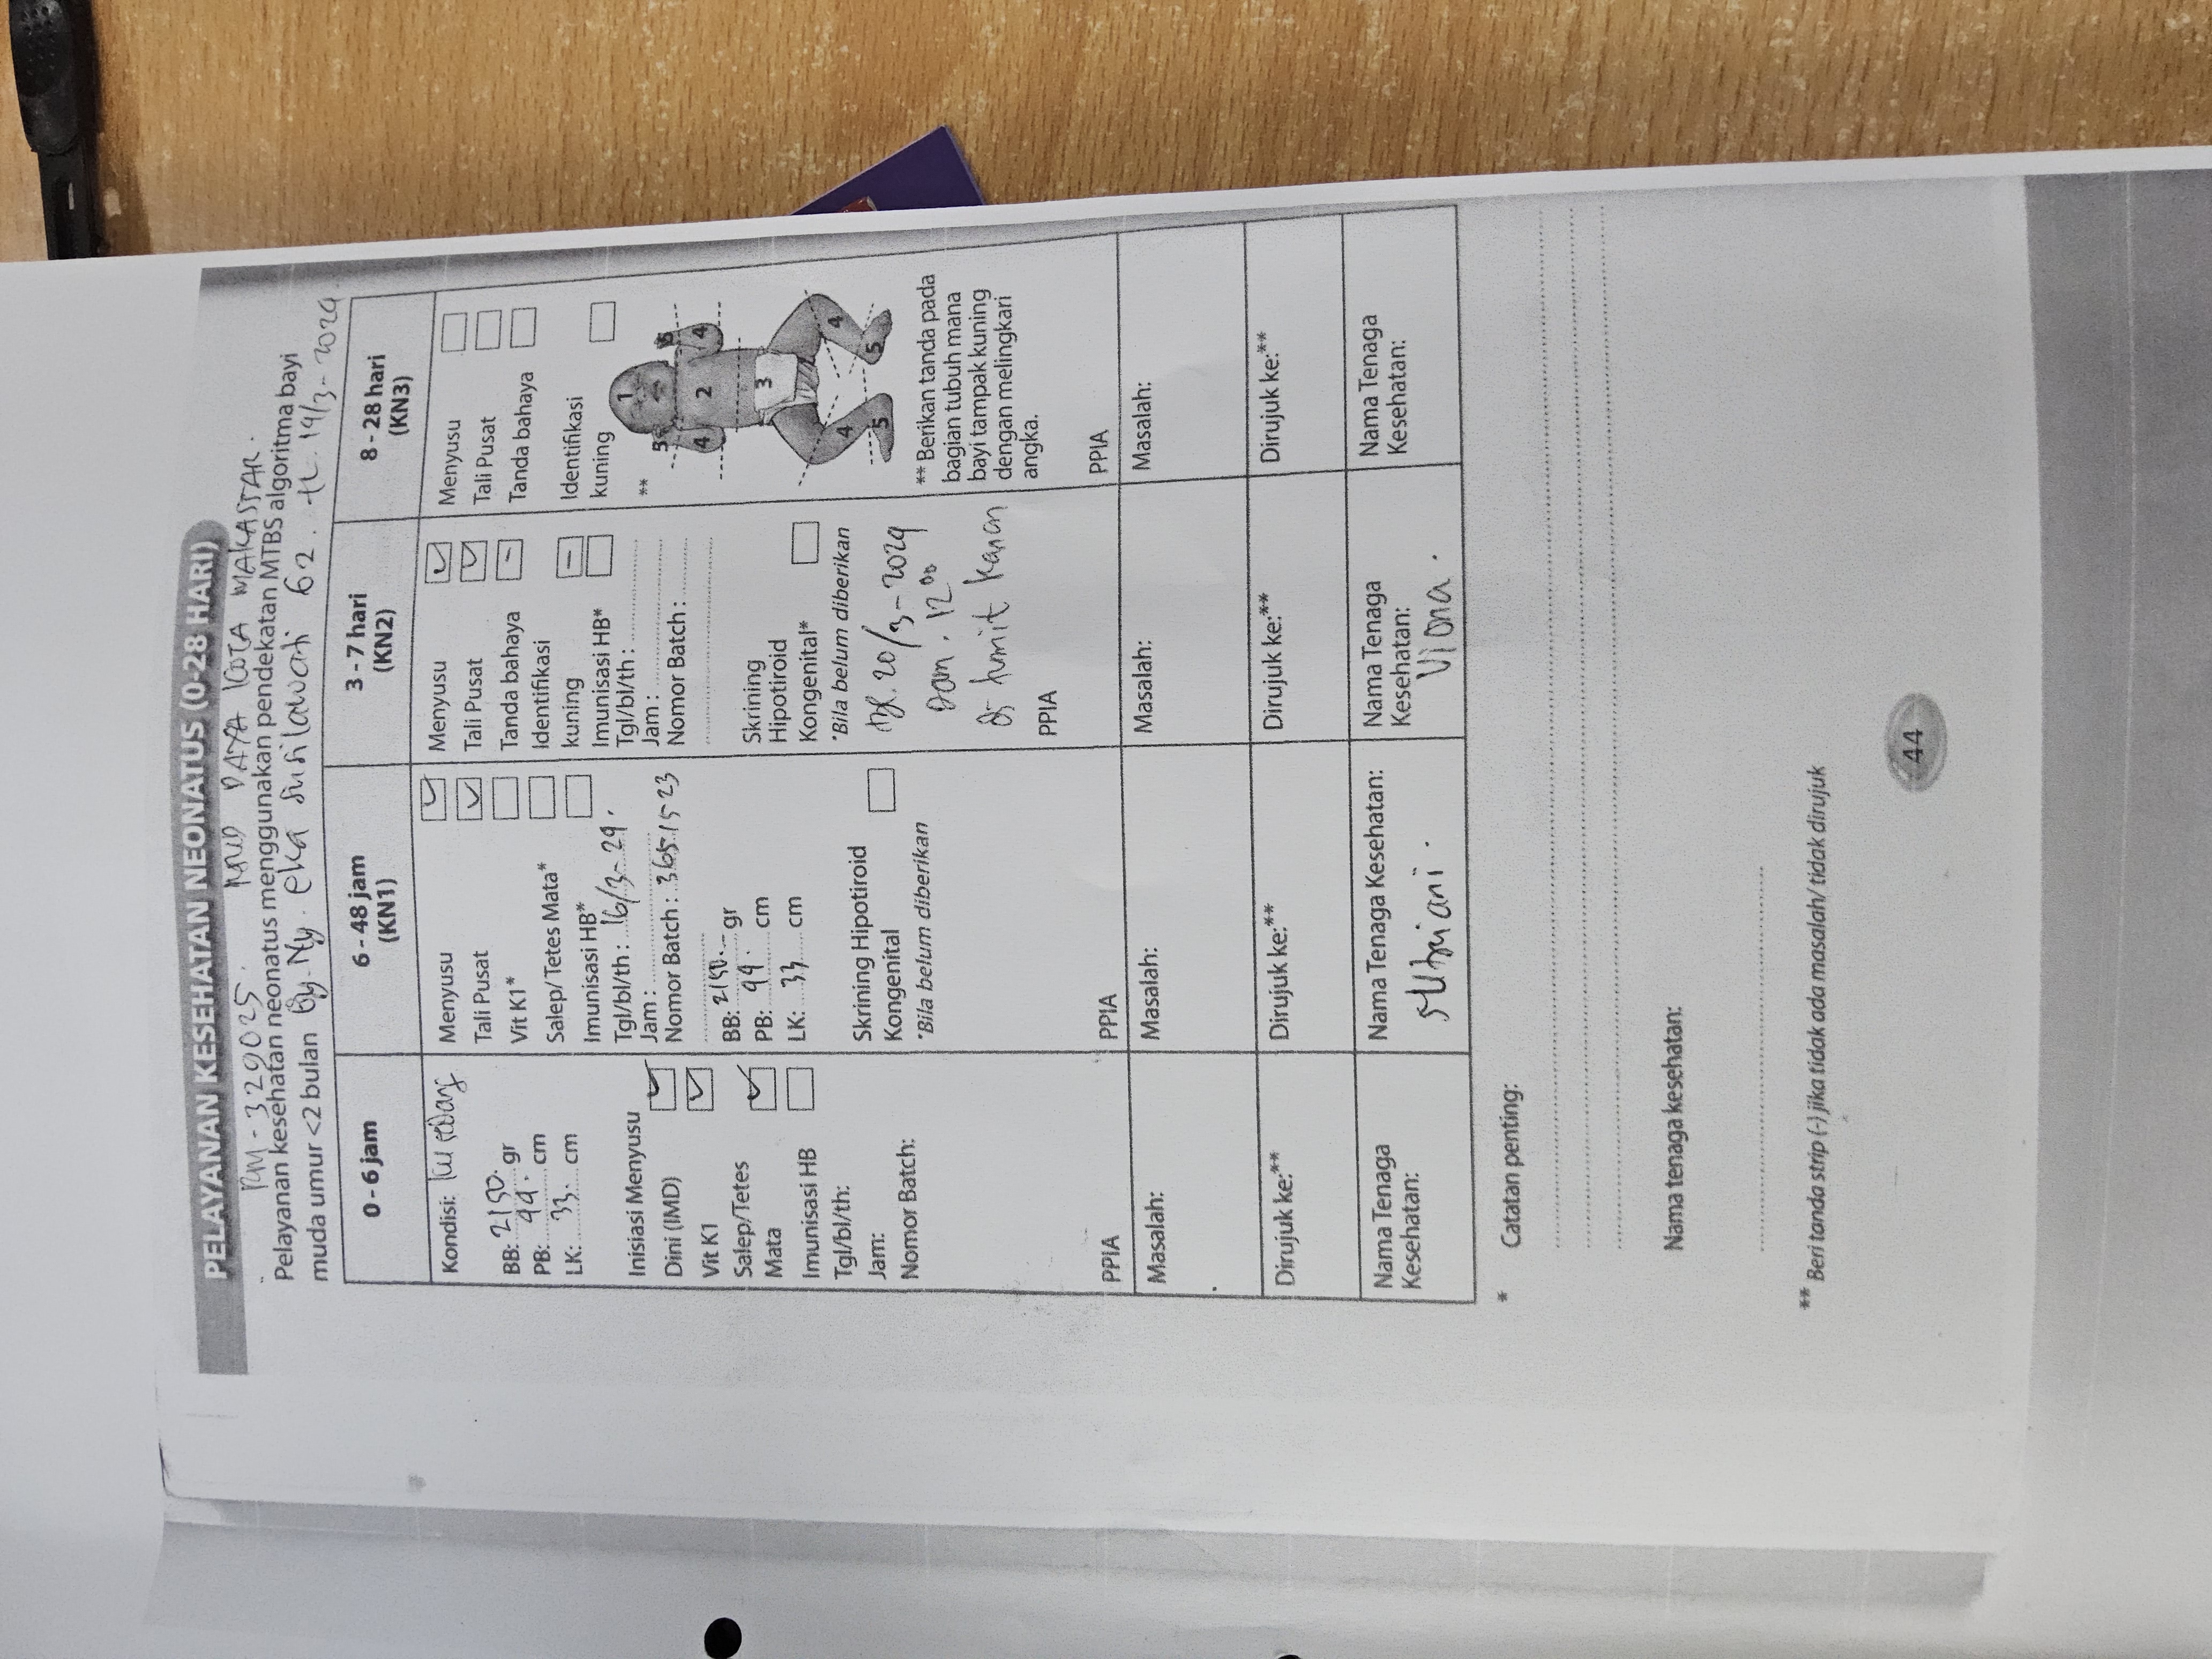 PELAYANAN KESEHATAN NEONATUS (0-28 HARI)
RM-329025. RSUD DAYA KOTA MAKASSAR.
Pelayanan kesehatan neonatus menggunakan pendekatan MTBS algoritma bayi
muda umur <2 bulan By. Ny. eka susilawati 62. tl. 14/3-2024
0 - 6 jam
Kondisi: ku sedang
BB: 2150. gr
PB: 44. cm
LK: 33. cm
Inisiasi Menyusu
Dini (IMD)
Vit K1
Salep/Tetes
Mata
Imunisasi HB
Tgl/bl/th:
Jam:
Nomor Batch:
PPIA
Masalah:
Dirujuk ke:**
Nama Tenaga
Kesehatan:
6 - 48 jam
(KN1)
Menyusu
Tali Pusat
Vit K1*
Salep/ Tetes Mata*
Imunisasi HB*
Tgl/bl/th : 16/3-24.
Jam :
Nomor Batch : 3651523
BB: 2150.- gr
PB: 44. cm
LK: 33 cm
Skrining Hipotiroid
Kongenital
*Bila belum diberikan
PPIA
Masalah:
Dirujuk ke:**
Nama Tenaga Kesehatan:
sutriani.
3 - 7 hari
(KN2)
Menyusu
Tali Pusat
Tanda bahaya -
Identifikasi
kuning -
Imunisasi HB*
Tgl/bl/th :
Jam :
Nomor Batch :
Skrining
Hipotiroid
Kongenital*
*Bila belum diberikan
tgl. 20/3-2024
Jam. 12⁰⁰
di tumit kanan
PPIA
Masalah:
Dirujuk ke:**
Nama Tenaga
Kesehatan:
Viona.
8 - 28 hari
(KN3)
Menyusu
Tali Pusat
Tanda bahaya
Identifikasi
kuning
**
1
5 5
4 2 4
3
4 4
5 5
** Berikan tanda pada
bagian tubuh mana
bayi tampak kuning
dengan melingkari
angka.
PPIA
Masalah:
Dirujuk ke:**
Nama Tenaga
Kesehatan:
* Catatan penting:
Nama tenaga kesehatan:
** Beri tanda strip (-) jika tidak ada masalah/ tidak dirujuk
44